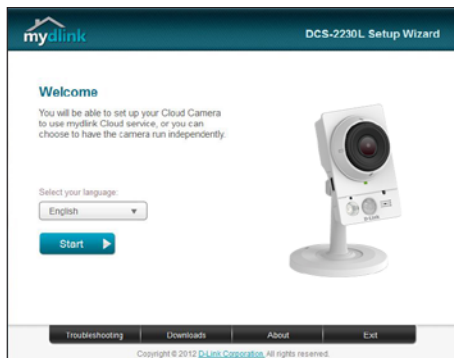 mydlink
DCS-2230L Setup Wizard
Welcome
You will be able to set up your Cloud Camera
to use mydlink Cloud service, or you can
choose to have the camera run independently.
Select your language:
English
Start
D-Link
Troubleshooting
Downloads
About
Exit
Copyright © 2012 D-Link Corporation. All rights reserved.